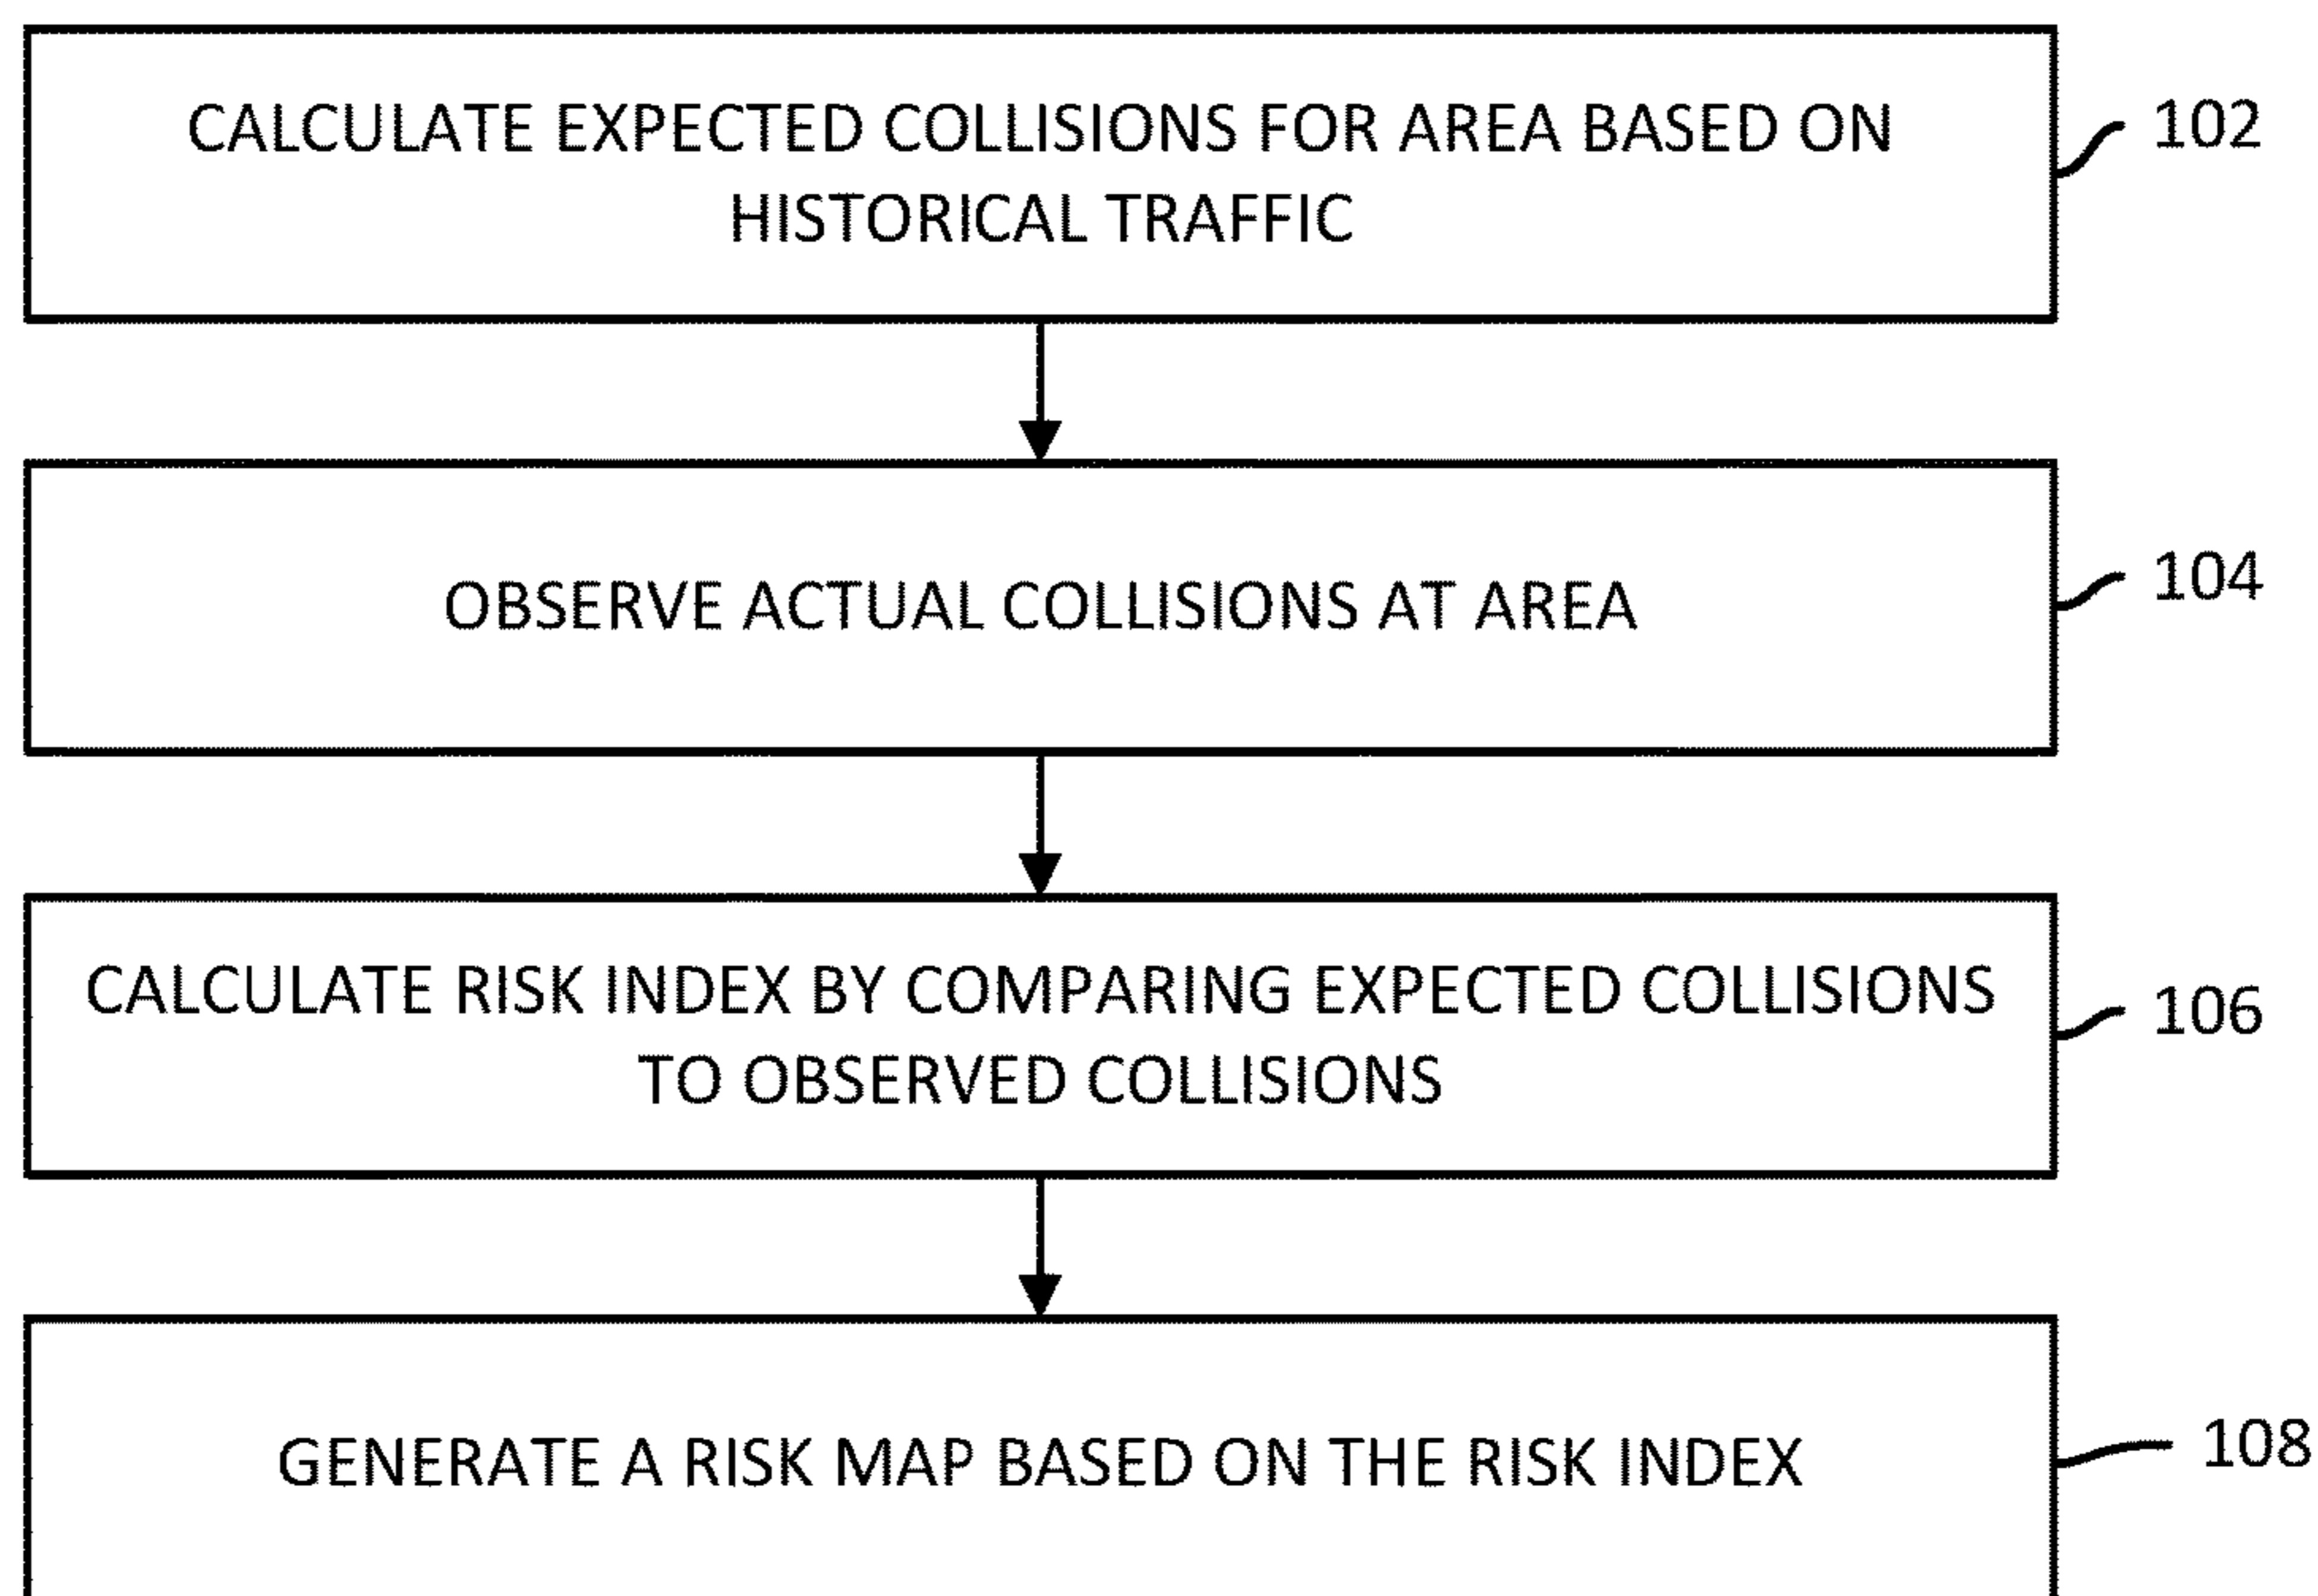 CALCULATE EXPECTED COLLISIONS FOR AREA BASED ON
HISTORICAL TRAFFIC
102
OBSERVE ACTUAL COLLISIONS AT AREA
104
CALCULATE RISK INDEX BY COMPARING EXPECTED COLLISIONS
TO OBSERVED COLLISIONS
106
GENERATE A RISK MAP BASED ON THE RISK INDEX
108